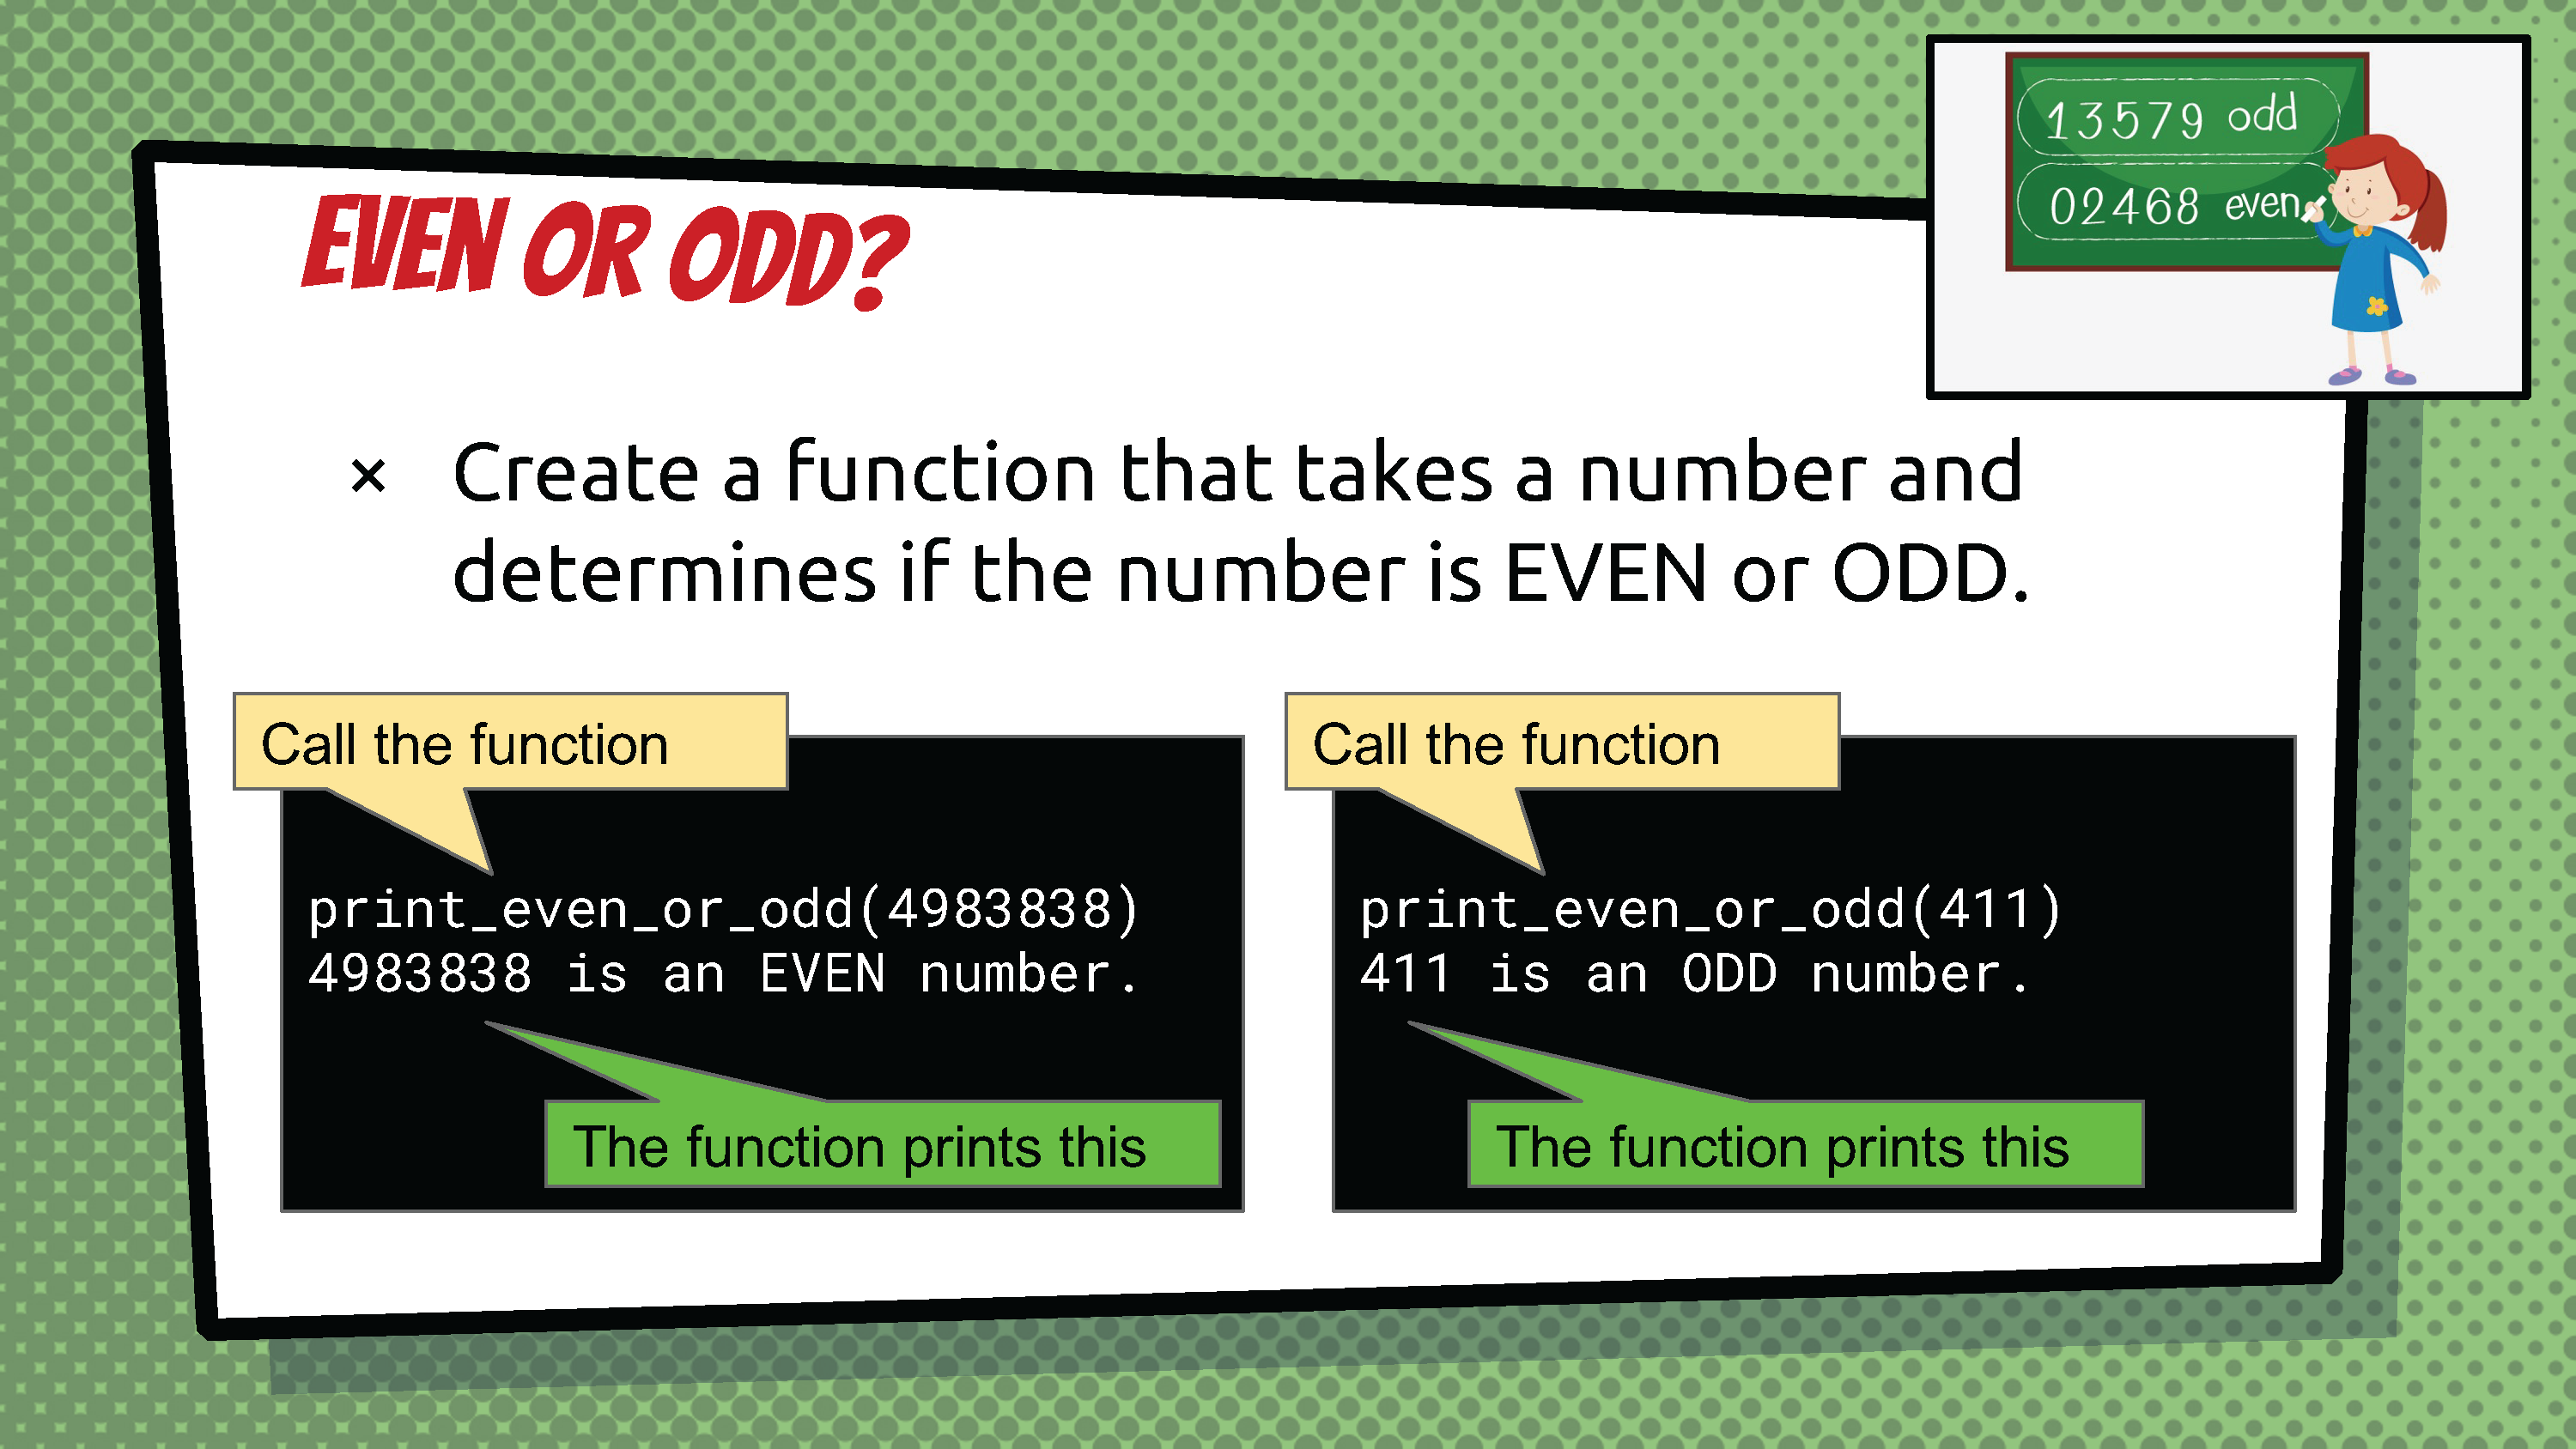 13579 odd
02468 even
EVEN OR ODD?
× Create a function that takes a number and
determines if the number is EVEN or ODD.
Call the function
print_even_or_odd(4983838)
4983838 is an EVEN number.
The function prints this
Call the function
print_even_or_odd(411)
411 is an ODD number.
The function prints this